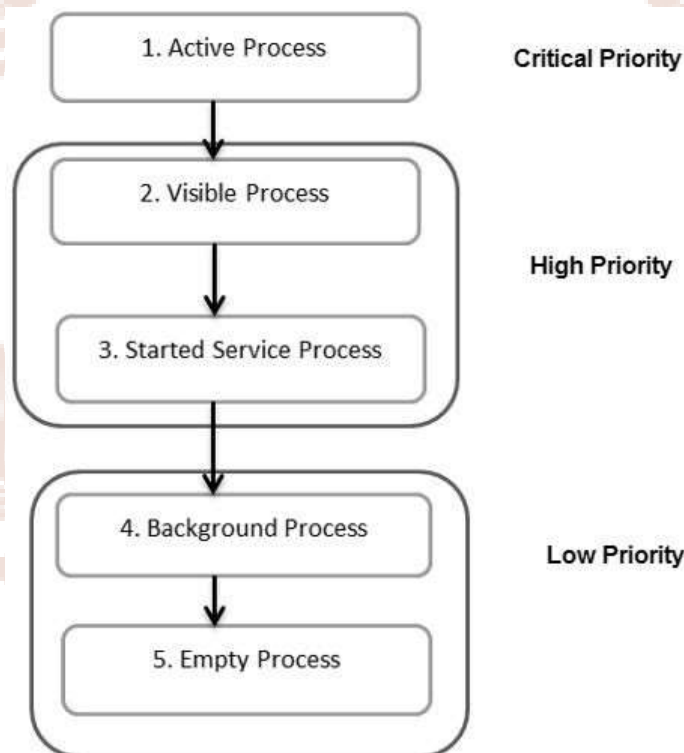 1. Active Process
Critical Priority
2. Visible Process
High Priority
3. Started Service Process
4. Background Process
Low Priority
5. Empty Process